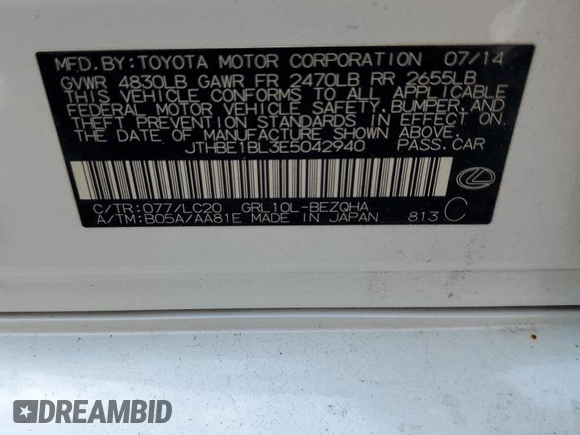 MFD.BY:TOYOTA MOTOR CORPORATION 07/14
GVWR 4830LB GAWR FR 2470LB RR 2655LB
THIS VEHICLE CONFORMS TO ALL APPLICABLE
FEDERAL MOTOR VEHICLE SAFETY, BUMPER, AND
THEFT PREVENTION STANDARDS IN EFFECT ON THE
DATE OF MANUFACTURE SHOWN ABOVE.
JTHBE1BL3E5042940 PASS.CAR
C/TR:077/LC20 GRL10L-BEZQHA
A/TM:B05A/AA81E MADE IN JAPAN 813 C
DREAMBID